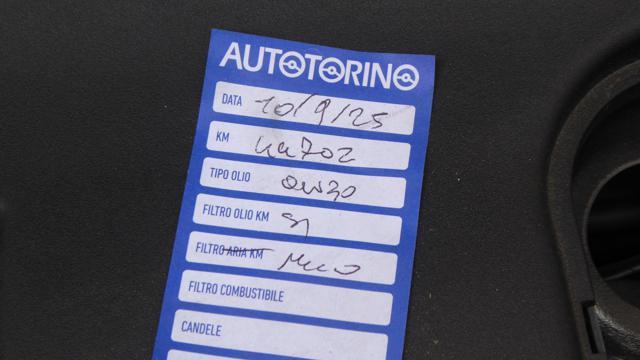 AUTOTORINO
DATA 10/9/25
KM 44702
TIPO OLIO 0W30
FILTRO OLIO KM SI
FILTRO ARIA KM
FILTRO COMBUSTIBILE
CANDELE